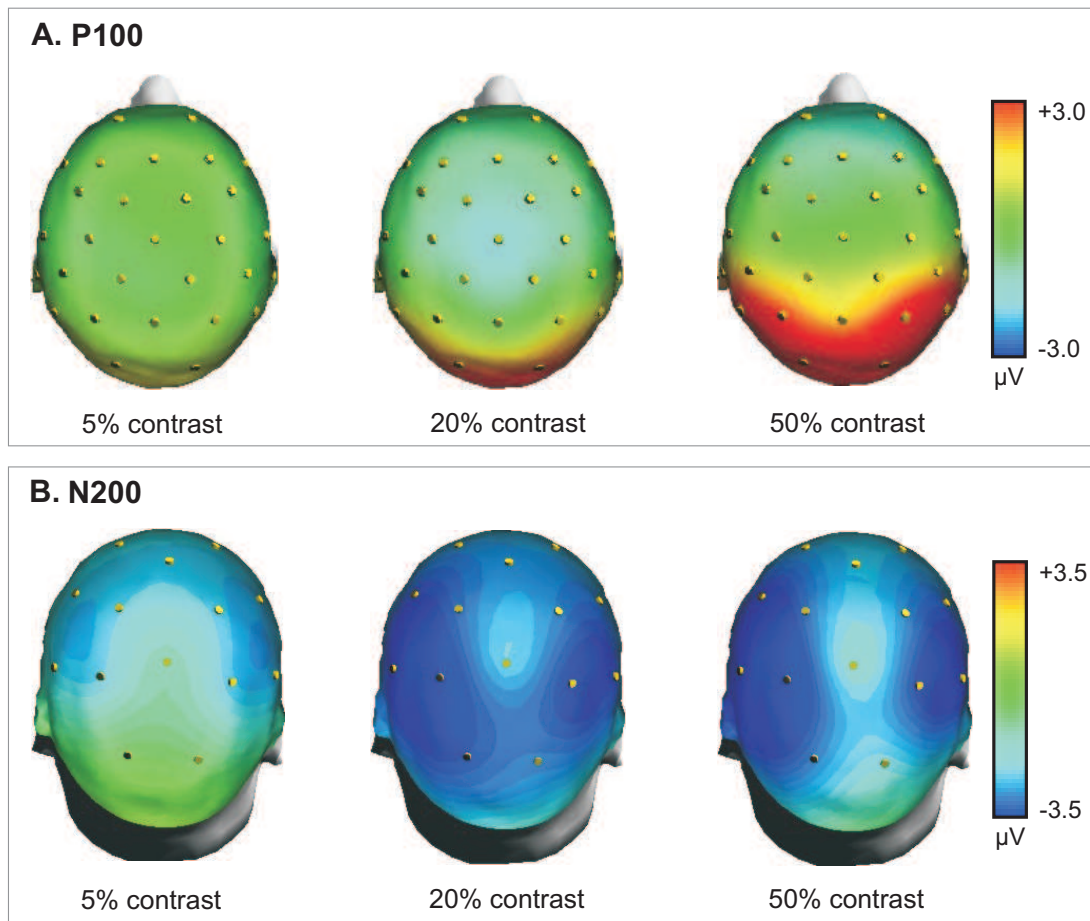 A. P100
+3.0
-3.0
µV
5% contrast
20% contrast
50% contrast
B. N200
+3.5
-3.5
µV
5% contrast
20% contrast
50% contrast